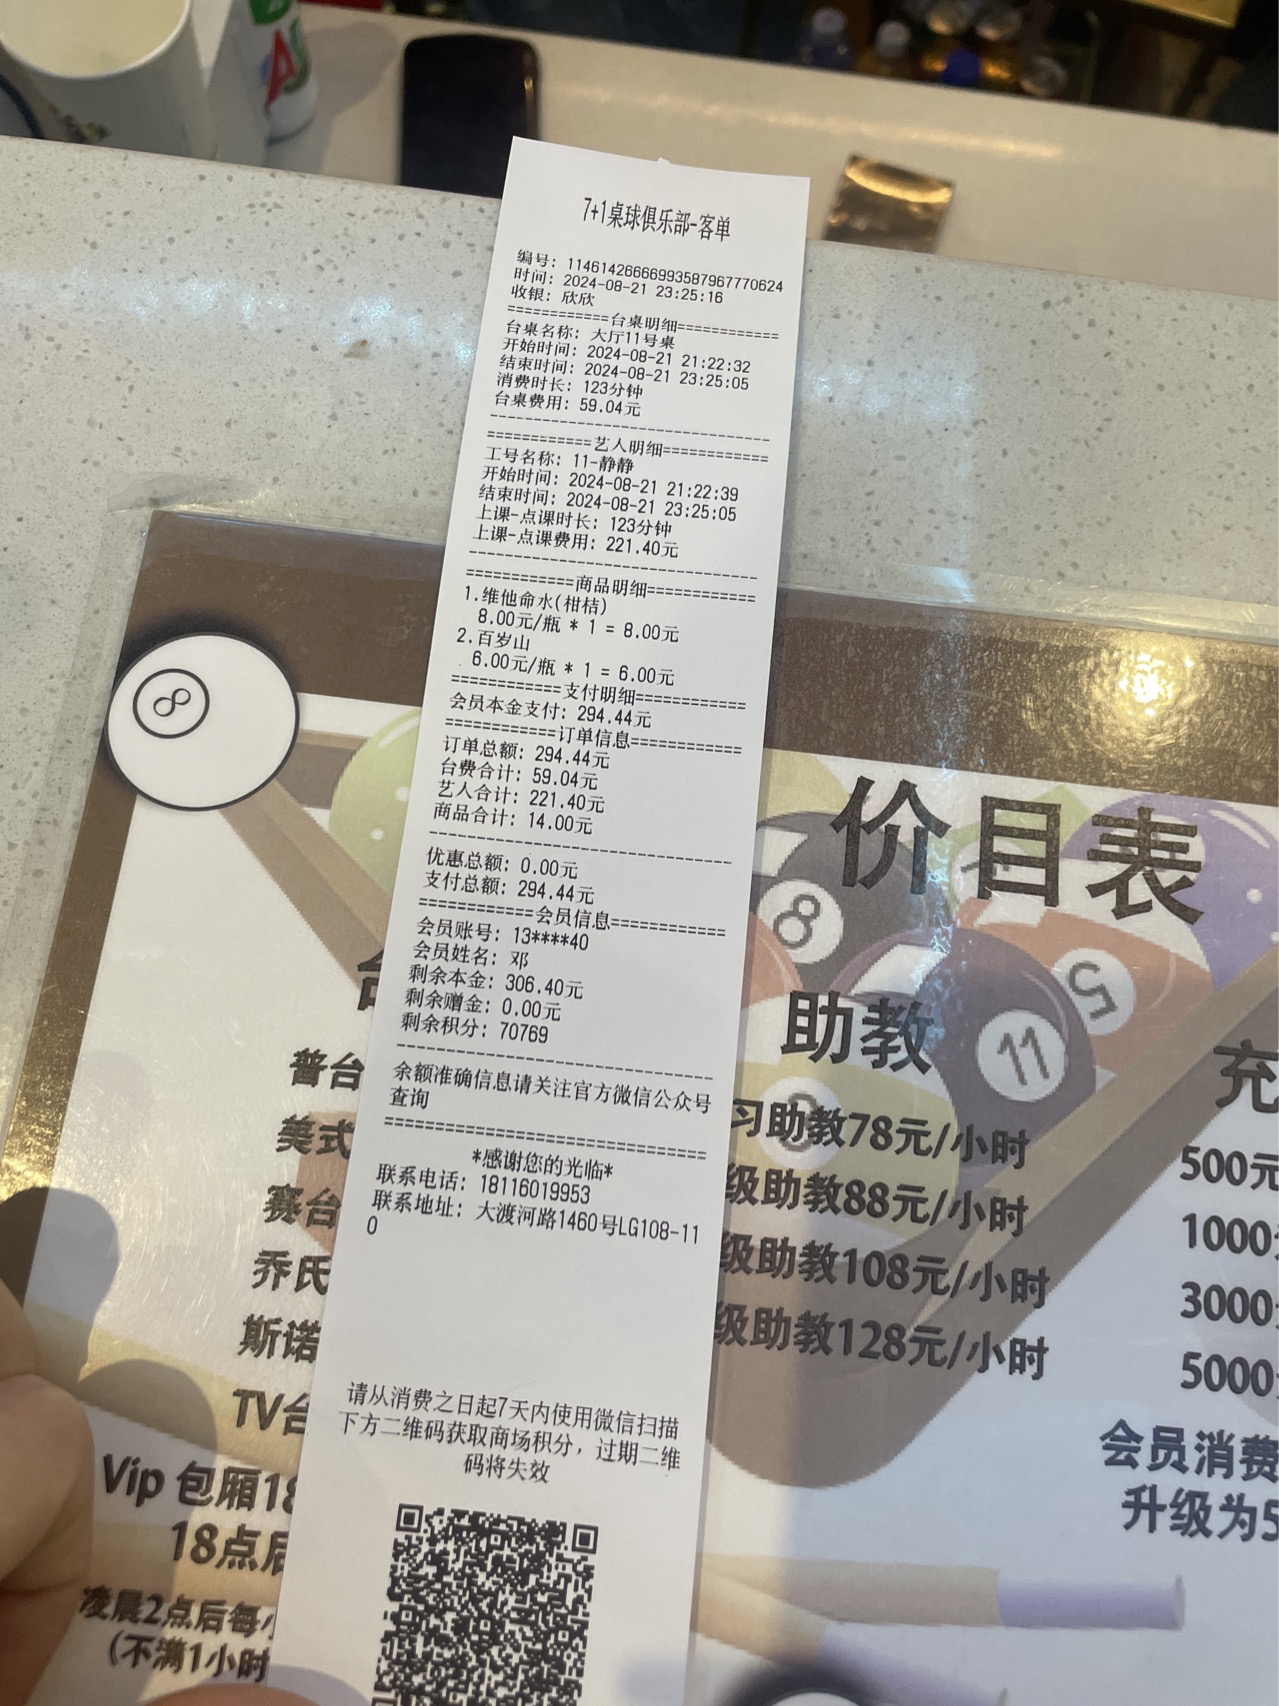 7+1桌球俱乐部-客单
编号: 11461426666993587967770624
时间: 2024-08-21 23:25:16
收银: 欣欣
============台桌明细============
台桌名称: 大厅11号桌
开始时间: 2024-08-21 21:22:32
结束时间: 2024-08-21 23:25:05
消费时长: 123分钟
台桌费用: 59.04元
--------------------------------
============艺人明细============
工号名称: 11-静静
开始时间: 2024-08-21 21:22:39
结束时间: 2024-08-21 23:25:05
上课-点课时长: 123分钟
上课-点课费用: 221.40元
--------------------------------
============商品明细============
1.维他命水(柑桔)
8.00元/瓶 * 1 = 8.00元
2.百岁山
6.00元/瓶 * 1 = 6.00元
============支付明细============
会员本金支付: 294.44元
============订单信息============
订单总额: 294.44元
台费合计: 59.04元
艺人合计: 221.40元
商品合计: 14.00元
--------------------------------
优惠总额: 0.00元
支付总额: 294.44元
============会员信息============
会员账号: 13****40
会员姓名: 邓
剩余本金: 306.40元
剩余赠金: 0.00元
剩余积分: 70769
--------------------------------
余额准确信息请关注官方微信公众号
查询
================================
*感谢您的光临*
联系电话: 18116019953
联系地址: 大渡河路1460号LG108-11
0
请从消费之日起7天内使用微信扫描
下方二维码获取商场积分，过期二维
码将失效
8
价目表
8
5
11
普台
美式
赛台
乔氏
斯诺
TV台
Vip 包厢18
18点后
凌晨2点后每小
(不满1小时
助教
习助教78元/小时
级助教88元/小时
级助教108元/小时
级助教128元/小时
充
500元
1000
3000
5000
会员消费
升级为5